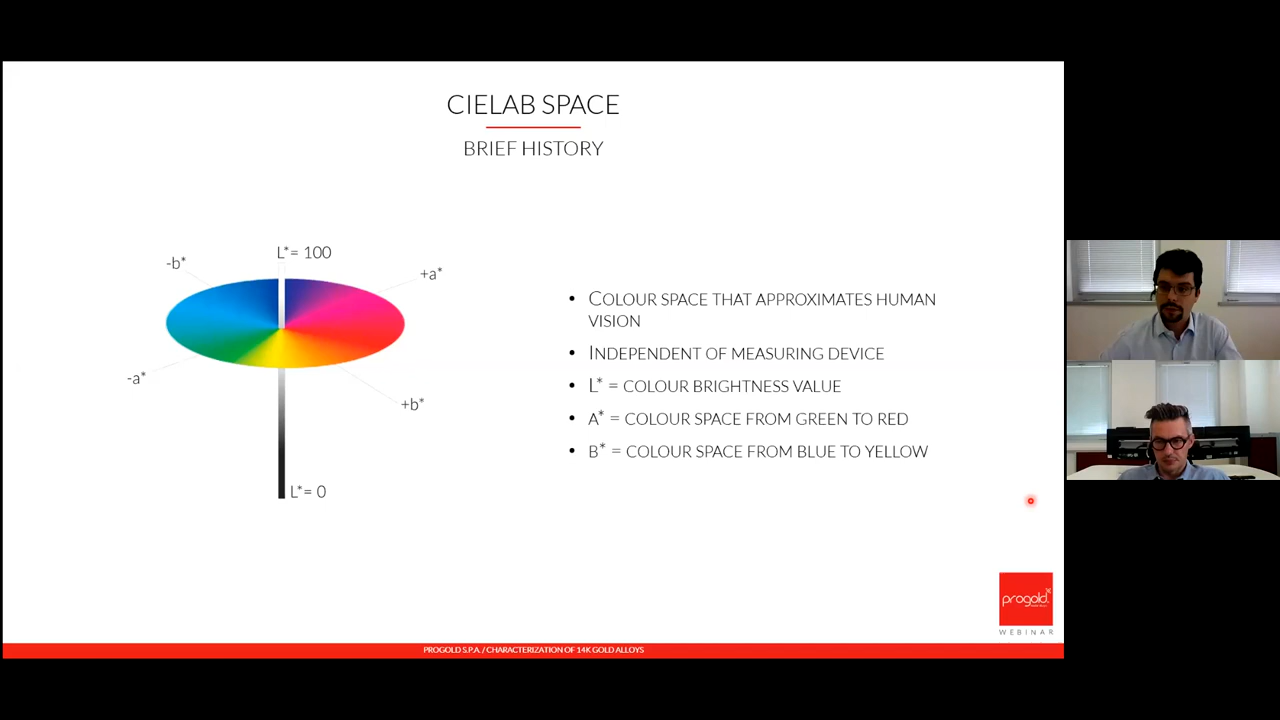 CIELAB SPACE
BRIEF HISTORY
L*= 100
-b*
+a*
-a*
+b*
L*= 0
• COLOUR SPACE THAT APPROXIMATES HUMAN
VISION
• INDEPENDENT OF MEASURING DEVICE
• L* = COLOUR BRIGHTNESS VALUE
• A* = COLOUR SPACE FROM GREEN TO RED
• B* = COLOUR SPACE FROM BLUE TO YELLOW
progold
WEBINAR
PROGOLD S.P.A. / CHARACTERIZATION OF 14K GOLD ALLOYS